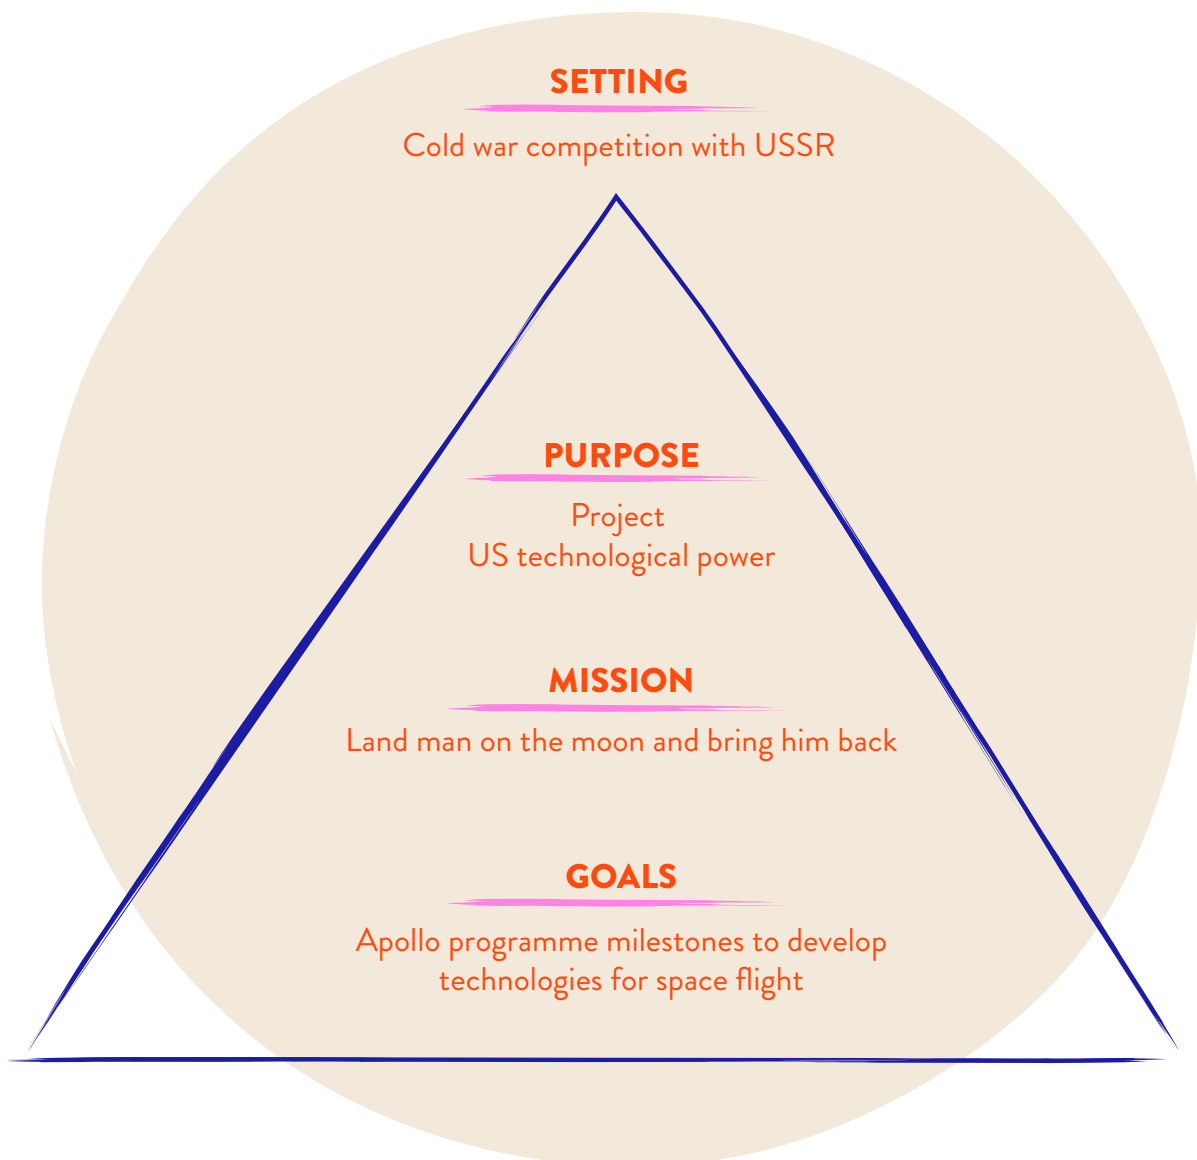 SETTING
Cold war competition with USSR
PURPOSE
Project
US technological power
MISSION
Land man on the moon and bring him back
GOALS
Apollo programme milestones to develop
technologies for space flight